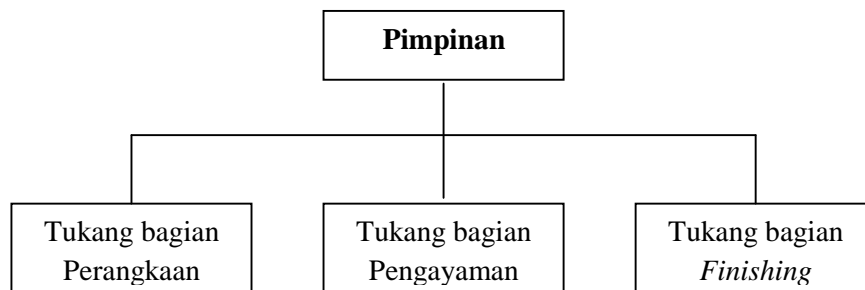 Pimpinan
Tukang bagian
Perangkaan
Tukang bagian
Pengayaman
Tukang bagian
Finishing